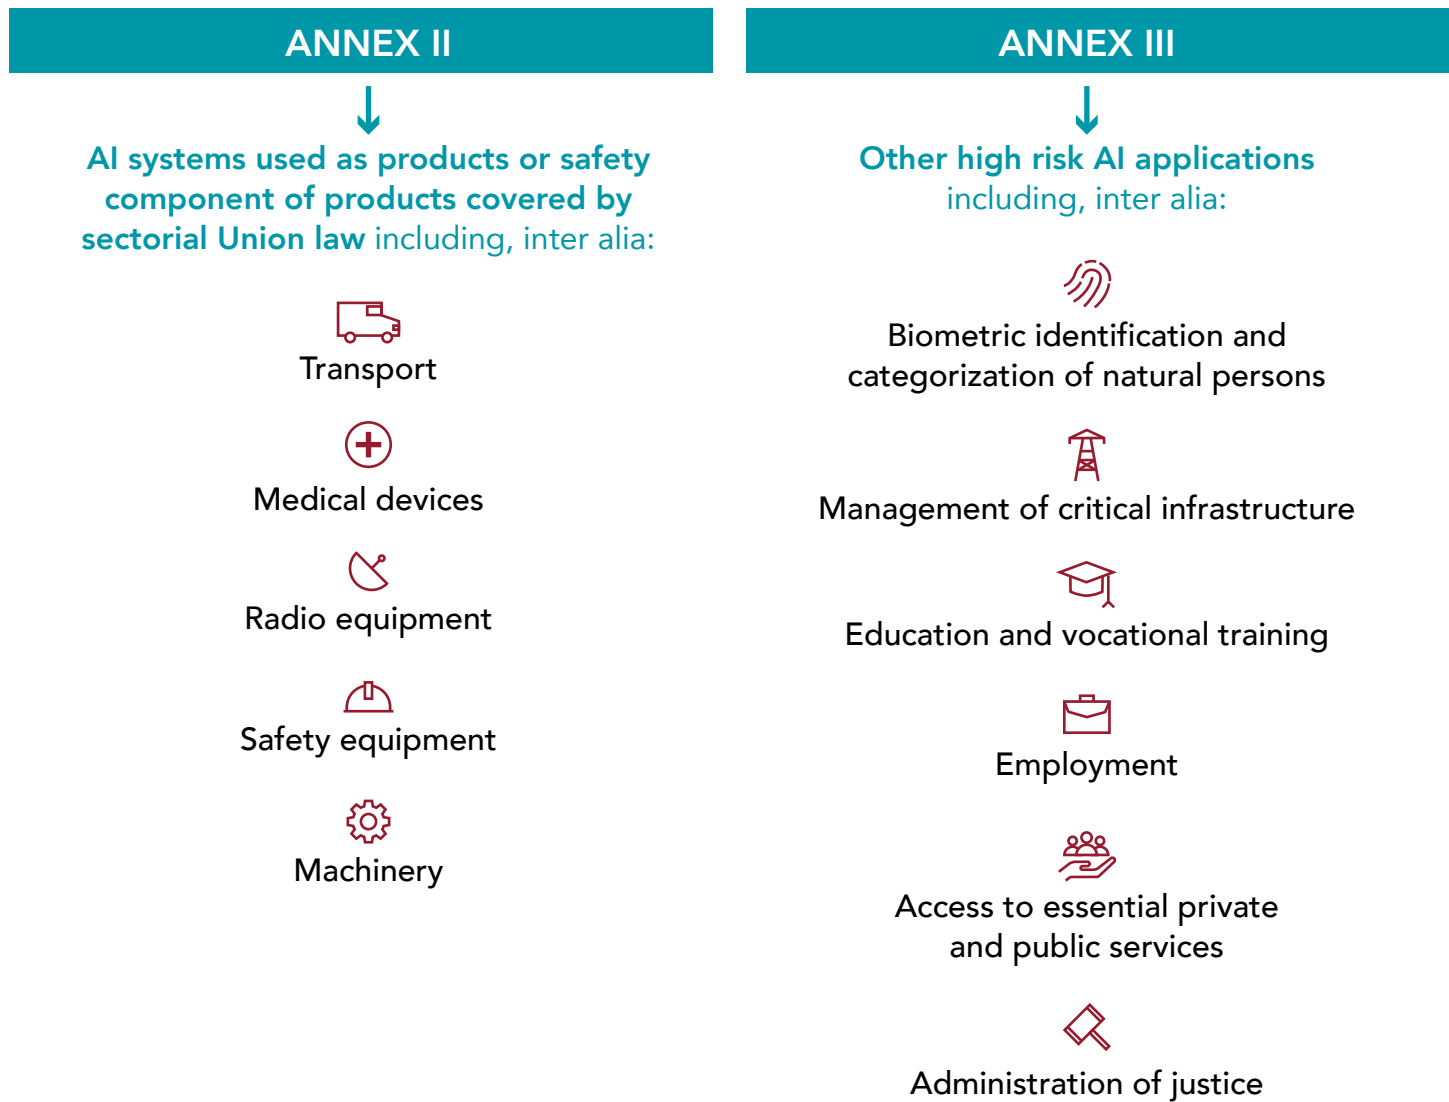 ANNEX II
AI systems used as products or safety
component of products covered by
sectorial Union law including, inter alia:
Transport
Medical devices
Radio equipment
Safety equipment
Machinery
ANNEX III
Other high risk AI applications
including, inter alia:
Biometric identification and
categorization of natural persons
Management of critical infrastructure
Education and vocational training
Employment
Access to essential private
and public services
Administration of justice